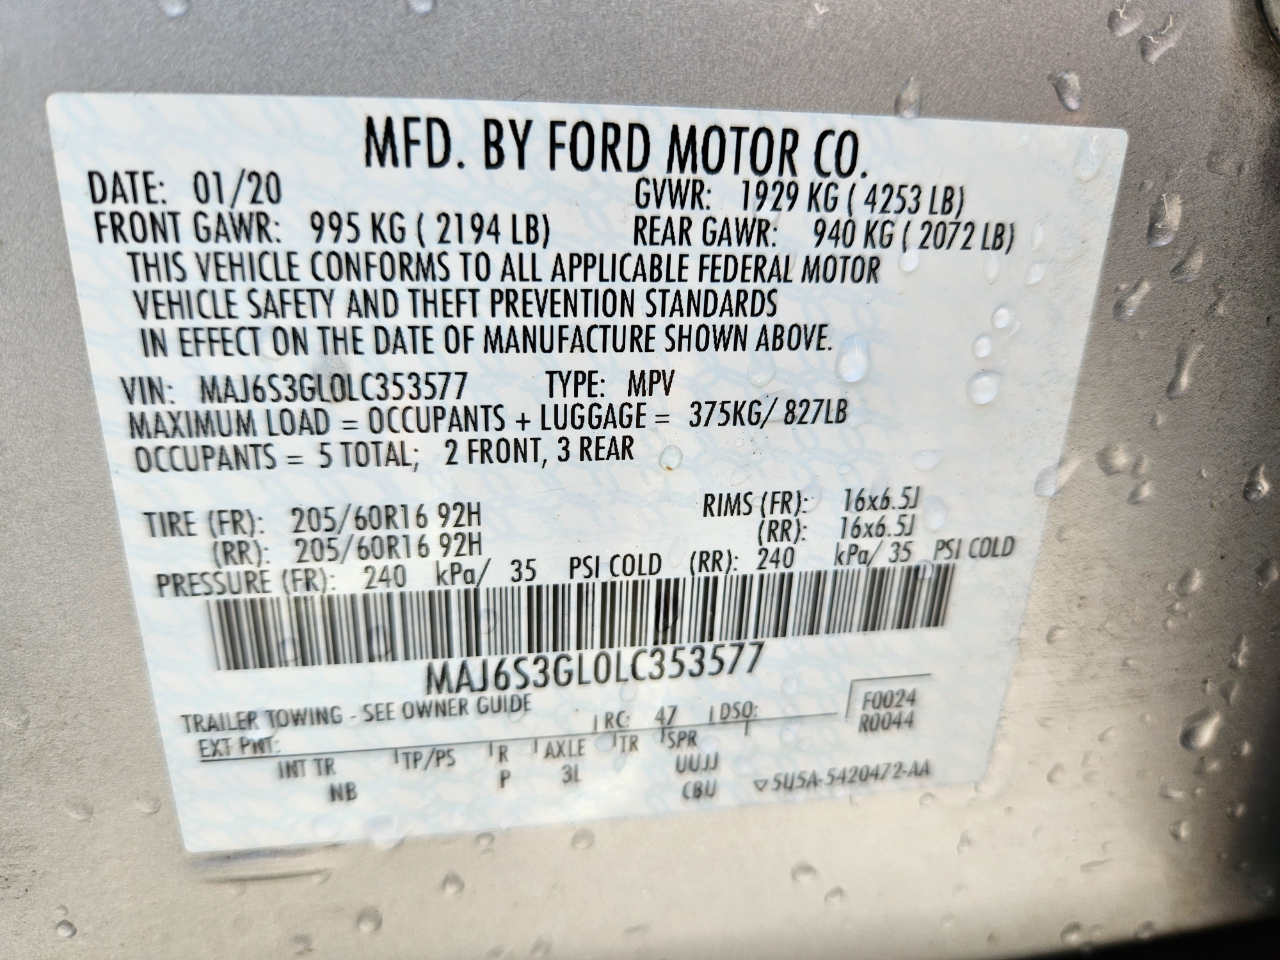 MFD. BY FORD MOTOR CO.
DATE: 01/20 GVWR: 1929 KG ( 4253 LB)
FRONT GAWR: 995 KG ( 2194 LB) REAR GAWR: 940 KG ( 2072 LB)
THIS VEHICLE CONFORMS TO ALL APPLICABLE FEDERAL MOTOR
VEHICLE SAFETY AND THEFT PREVENTION STANDARDS
IN EFFECT ON THE DATE OF MANUFACTURE SHOWN ABOVE.
VIN: MAJ6S3GL0LC353577 TYPE: MPV
MAXIMUM LOAD = OCCUPANTS + LUGGAGE = 375KG/ 827LB
OCCUPANTS = 5 TOTAL; 2 FRONT, 3 REAR
TIRE (FR): 205/60R16 92H RIMS (FR): 16x6.5J
(RR): 205/60R16 92H (RR): 16x6.5J
PRESSURE (FR): 240 kPa/ 35 PSI COLD (RR): 240 kPa/ 35 PSI COLD
MAJ6S3GL0LC353577
TRAILER TOWING - SEE OWNER GUIDE
EXT PNT: RC: 47 DSO: F0024
R0044
INT TR TP/PS R AXLE TR SPR
NB P 3L UUJJ
CBU ▽5U5A-5420472-AA